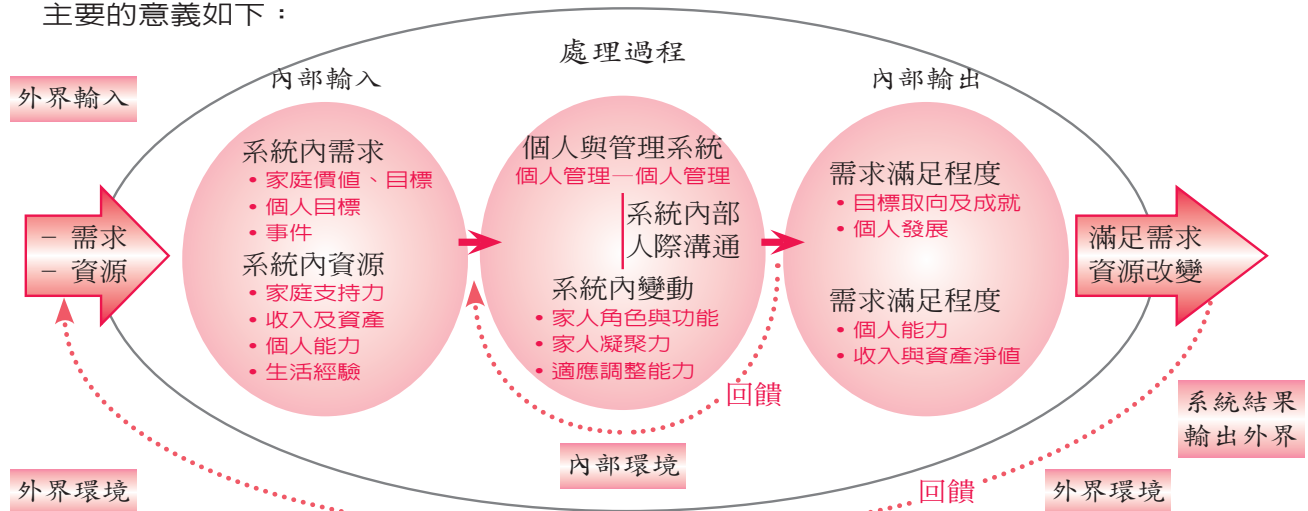 主要的意義如下：
處理過程
內部輸入
內部輸出
外界輸入
– 需求
– 資源
系統內需求
• 家庭價值、目標
• 個人目標
• 事件
系統內資源
• 家庭支持力
• 收入及資產
• 個人能力
• 生活經驗
個人與管理系統
個人管理—個人管理
系統內部
人際溝通
系統內變動
• 家人角色與功能
• 家人凝聚力
• 適應調整能力
需求滿足程度
• 目標取向及成就
• 個人發展
需求滿足程度
• 個人能力
• 收入與資產淨值
滿足需求
資源改變
回饋
內部環境
系統結果
輸出外界
外界環境
回饋
外界環境